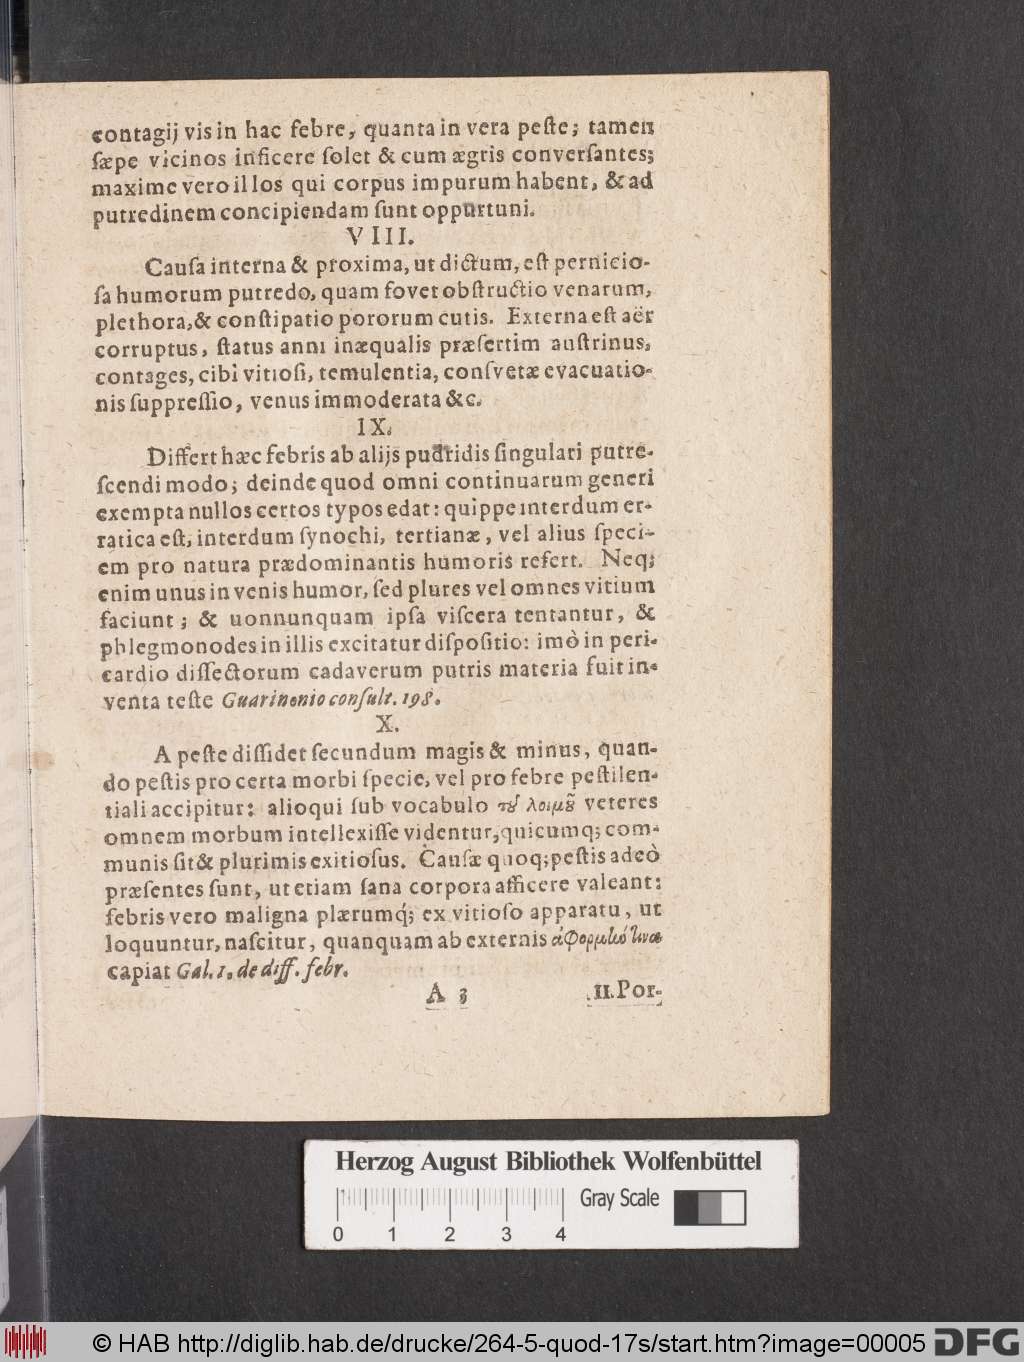 contagij vis in hac febre, quanta in vera peſte; tamen
ſæpe vicinos inficere ſolet & cum ægris converſantes;
maxime vero illos qui corpus impurum habent, & ad
putredinem concipiendam ſunt oppurtuni.
VIII.
Cauſa interna & proxima, ut dictum, eſt pernicio-
ſa humorum putredo, quam fovet obſtructio venarum,
plethora, & conſtipatio pororum cutis. Externa eſt aër
corruptus, ſtatus anni inæqualis præſertim auſtrinus,
contages, cibi vitioſi, temulentia, conſvetæ evacuatio-
nis ſuppreſſio, venus immoderata &c.
IX.
Differt hæc febris ab alijs putridis ſingulari putre-
ſcendi modo; deinde quod omni continuarum generi
exempta nullos certos typos edat: quippe interdum er-
ratica eſt, interdum ſynochi, tertianæ, vel alius ſpeci-
em pro natura prædominantis humoris refert. Neq;
enim unus in venis humor, ſed plures vel omnes vitium
faciunt; & uonnunquam ipſa viſcera tentantur, &
phlegmonodes in illis excitatur diſpoſitio: imò in peri-
cardio diſſectorum cadaverum putris materia fuit in-
venta teſte Guarinonio conſult. 198.
X.
A peſte diſſidet ſecundum magis & minus, quan-
do peſtis pro certa morbi ſpecie, vel pro febre peſtilen-
tiali accipitur: alioqui ſub vocabulo τῦ λοιμῦ veteres
omnem morbum intellexiſſe videntur, quicumq; com-
munis ſit & plurimis exitioſus. Cauſæ quoq; peſtis adeò
præſentes ſunt, ut etiam ſana corpora afficere valeant:
febris vero maligna plærumq́; ex vitioſo apparatu, ut
loquuntur, naſcitur, quanquam ab externis ἀφορμὼ τινα
capiat Gal. 1. de diff. febr.
A 3 11. Por-
Herzog August Bibliothek Wolfenbüttel
Gray Scale
0 1 2 3 4
© HAB http://diglib.hab.de/drucke/264-5-quod-17s/start.htm?image=00005 DFG